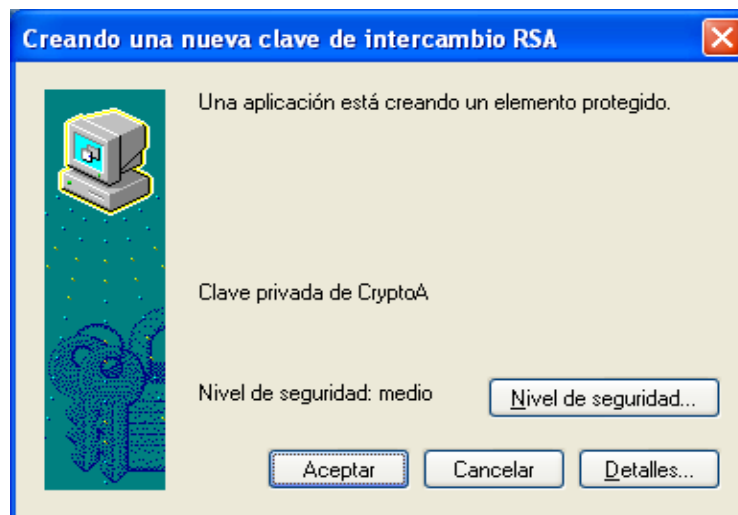 Creando una nueva clave de intercambio RSA
Una aplicación está creando un elemento protegido.
Clave privada de CryptoA
Nivel de seguridad: medio
Nivel de seguridad...
Aceptar
Cancelar
Detalles...